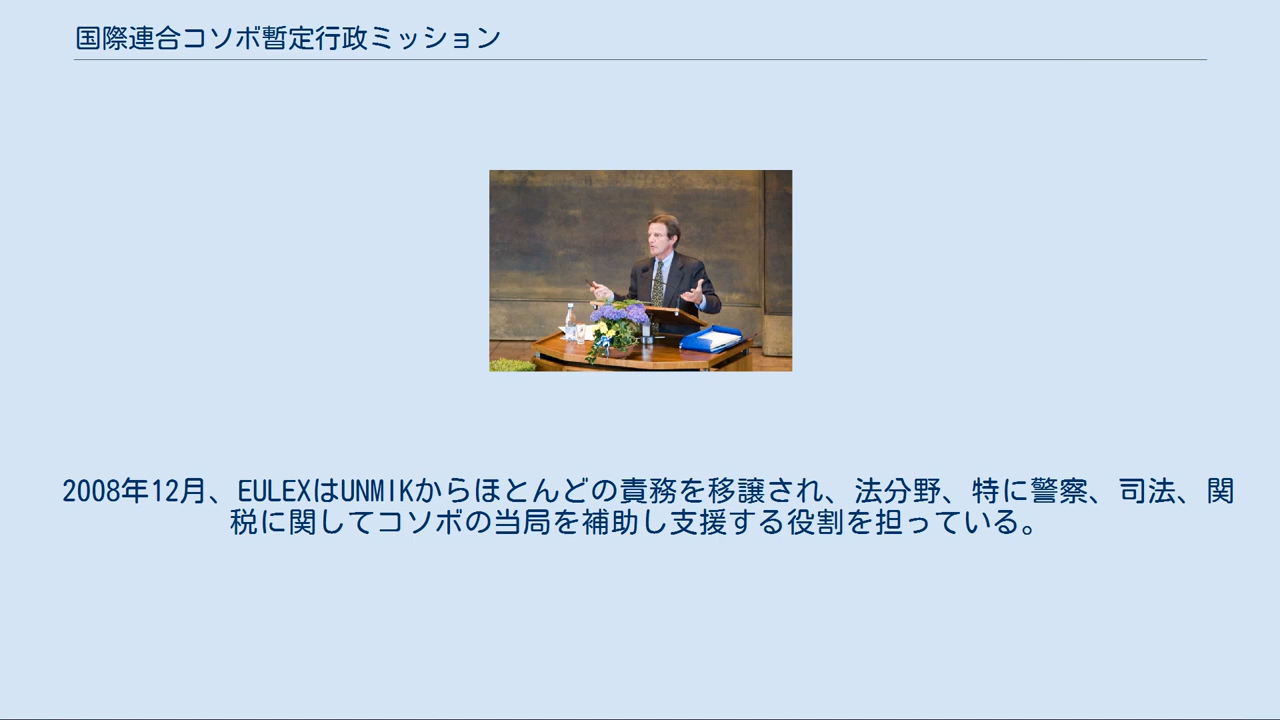 国際連合コソボ暫定行政ミッション
2008年12月、EULEXはUNMIKからほとんどの責務を移譲され、法分野、特に警察、司法、関
税に関してコソボの当局を補助し支援する役割を担っている。